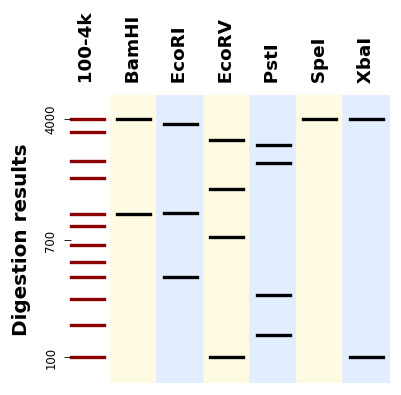 100-4k
BamHI
EcoRI
EcoRV
PstI
SpeI
XbaI
Digestion results
4000
700
100